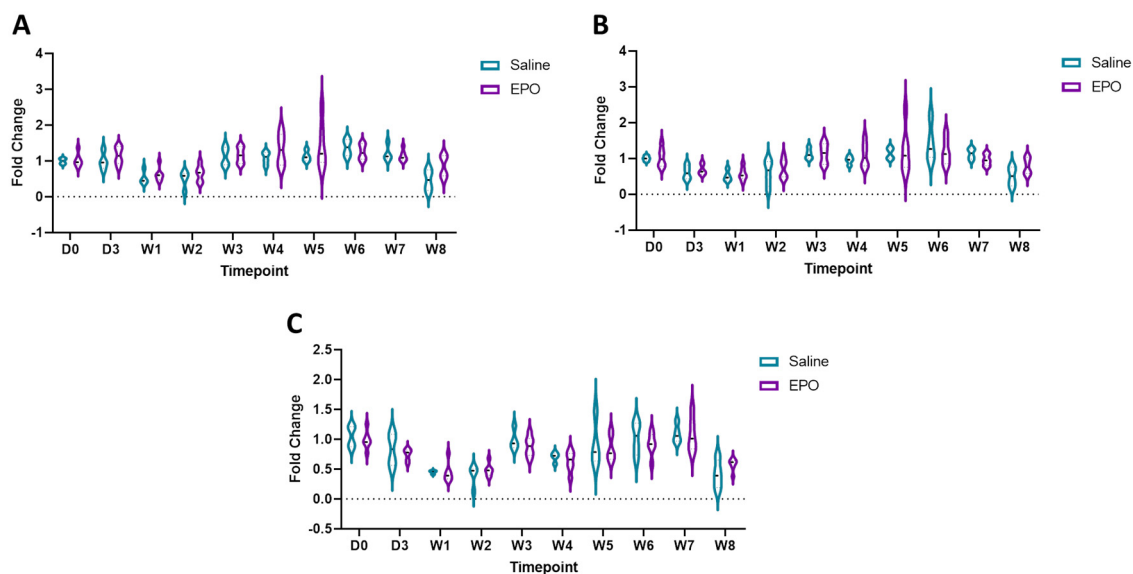 A
Fold Change
4
3
2
1
0
-1
D0 D3 W1 W2 W3 W4 W5 W6 W7 W8
Timepoint
Saline
EPO
B
Fold Change
4
3
2
1
0
-1
D0 D3 W1 W2 W3 W4 W5 W6 W7 W8
Timepoint
Saline
EPO
C
Fold Change
2.5
2.0
1.5
1.0
0.5
0.0
-0.5
D0 D3 W1 W2 W3 W4 W5 W6 W7 W8
Timepoint
Saline
EPO